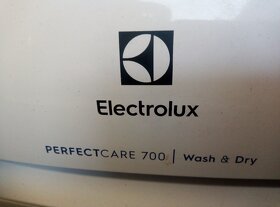 Electrolux
PERFECTCARE 700 | Wash & Dry